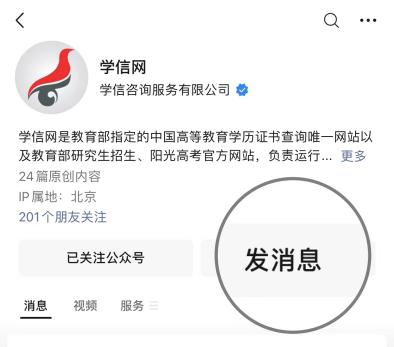 学信网
学信咨询服务有限公司
学信网是教育部指定的中国高等教育学历证书查询唯一网站以
及教育部研究生招生、阳光高考官方网站，负责运行... 更多
24篇原创内容
IP属地：北京
201个朋友关注
已关注公众号
发消息
消息 视频 服务